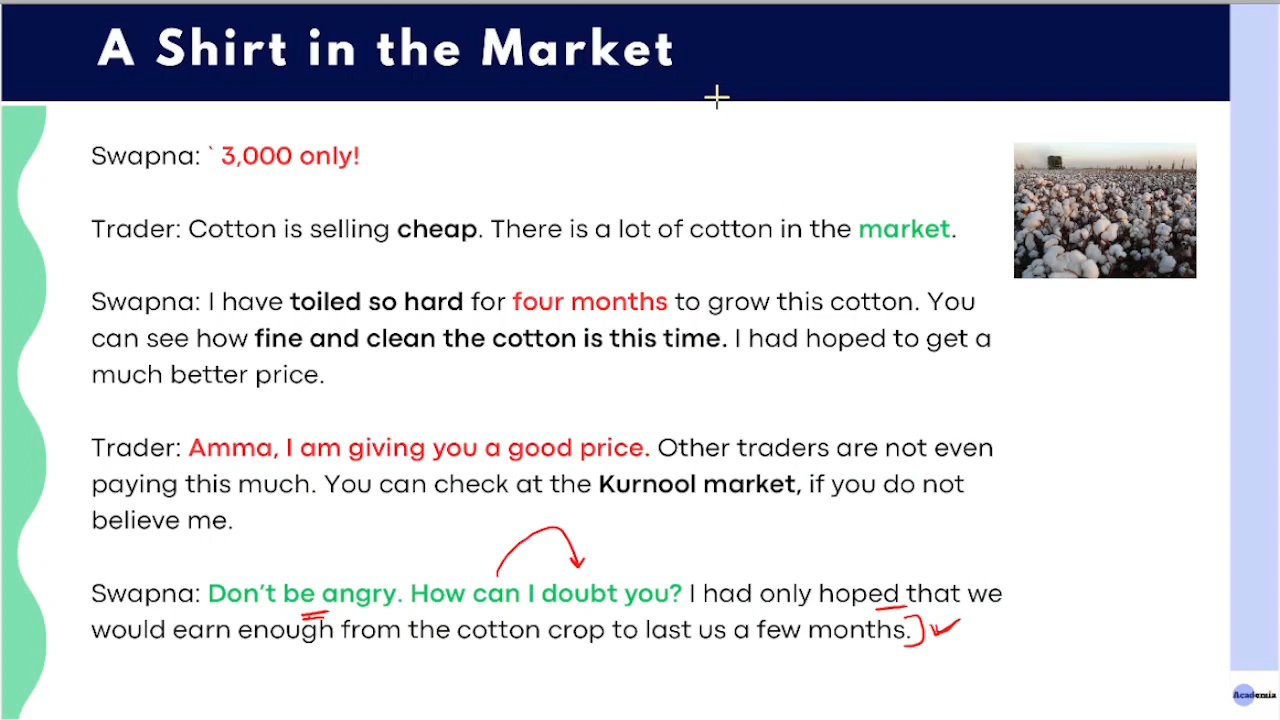 A Shirt in the Market
Swapna: ` 3,000 only!
Trader: Cotton is selling cheap. There is a lot of cotton in the market.
Swapna: I have toiled so hard for four months to grow this cotton. You
can see how fine and clean the cotton is this time. I had hoped to get a
much better price.
Trader: Amma, I am giving you a good price. Other traders are not even
paying this much. You can check at the Kurnool market, if you do not
believe me.
Swapna: Don't be angry. How can I doubt you? I had only hoped that we
would earn enough from the cotton crop to last us a few months.
Academia